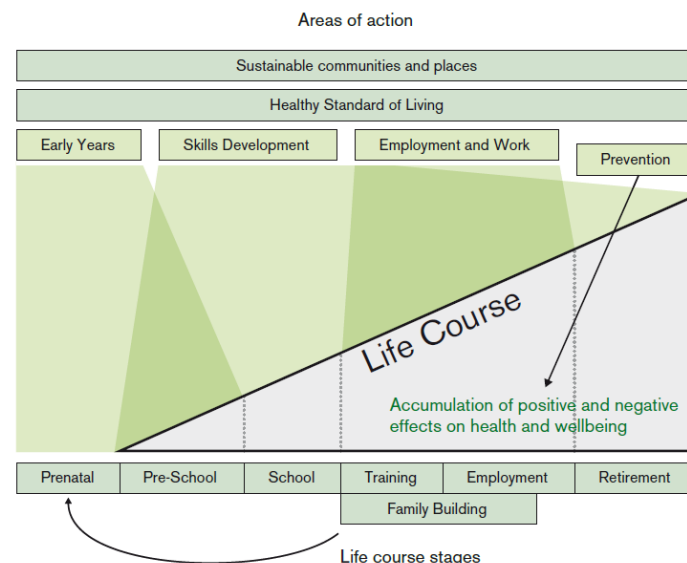 Areas of action
Sustainable communities and places
Healthy Standard of Living
Early Years
Skills Development
Employment and Work
Prevention
Life Course
Accumulation of positive and negative
effects on health and wellbeing
Prenatal
Pre-School
School
Training
Employment
Retirement
Family Building
Life course stages